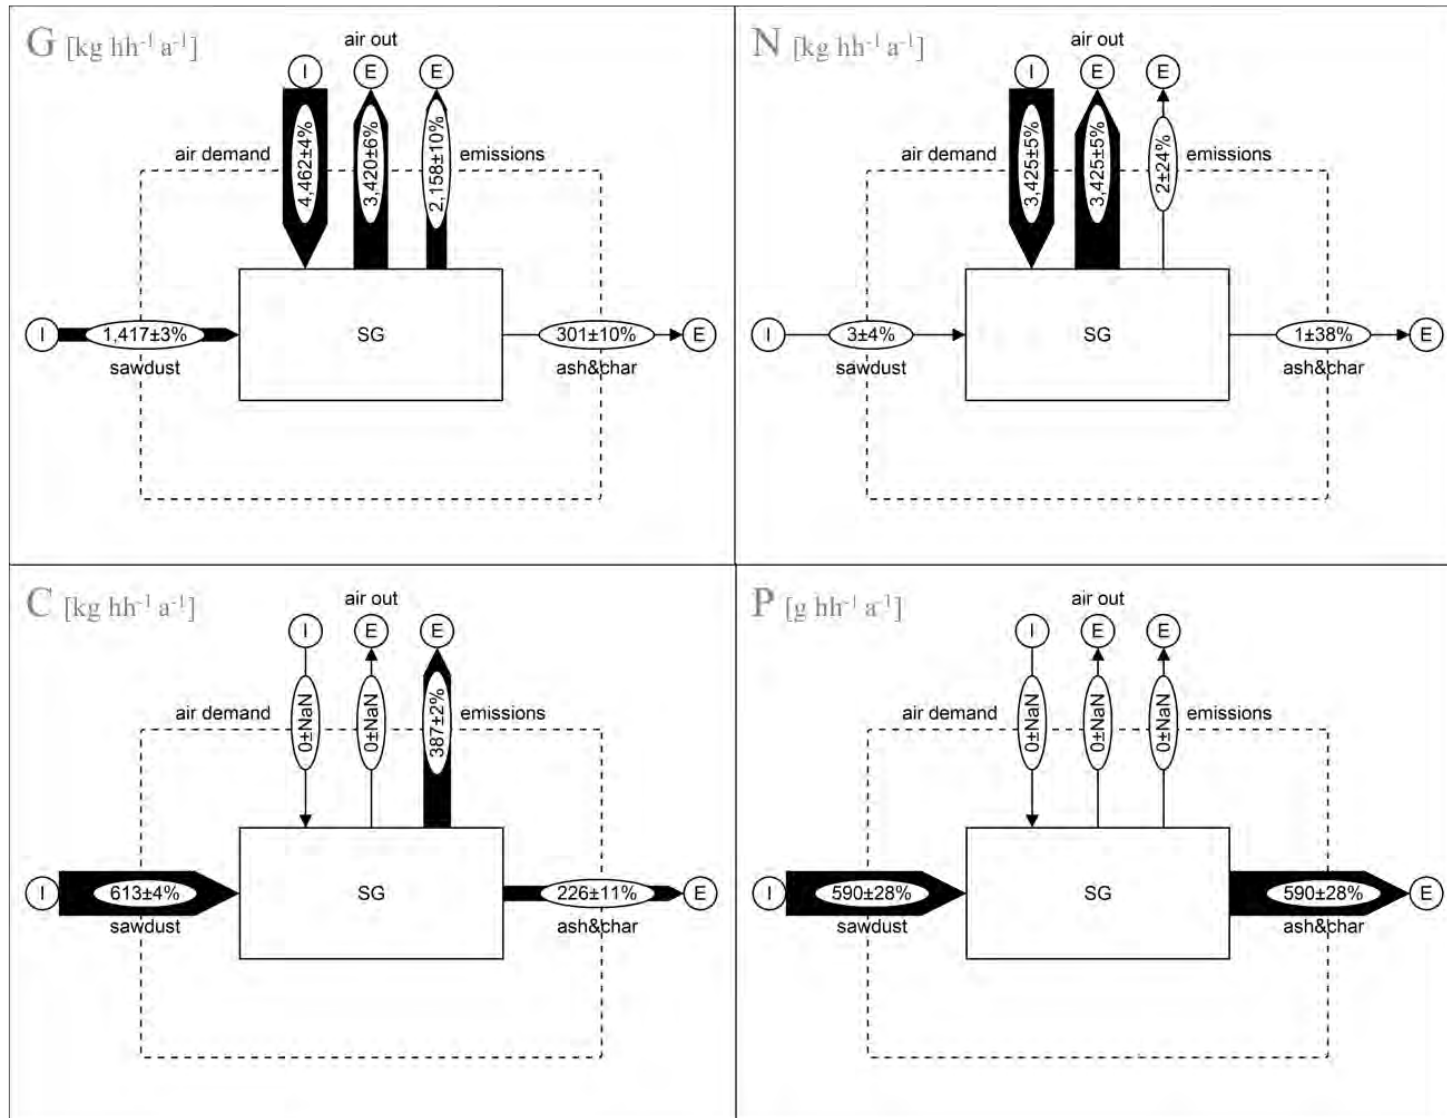 G [kg hh⁻¹ a⁻¹]
air out
I
E
E
air demand
4,462±4%
3,420±6%
2,158±10%
emissions
I
1,417±3%
sawdust
SG
301±10%
ash&char
E
N [kg hh⁻¹ a⁻¹]
air out
I
E
E
air demand
3,425±5%
3,425±5%
2±24%
emissions
I
3±4%
sawdust
SG
1±38%
ash&char
E
C [kg hh⁻¹ a⁻¹]
air out
I
E
E
air demand
0±NaN
0±NaN
387±2%
emissions
I
613±4%
sawdust
SG
226±11%
ash&char
E
P [g hh⁻¹ a⁻¹]
air out
I
E
E
air demand
0±NaN
0±NaN
0±NaN
emissions
I
590±28%
sawdust
SG
590±28%
ash&char
E